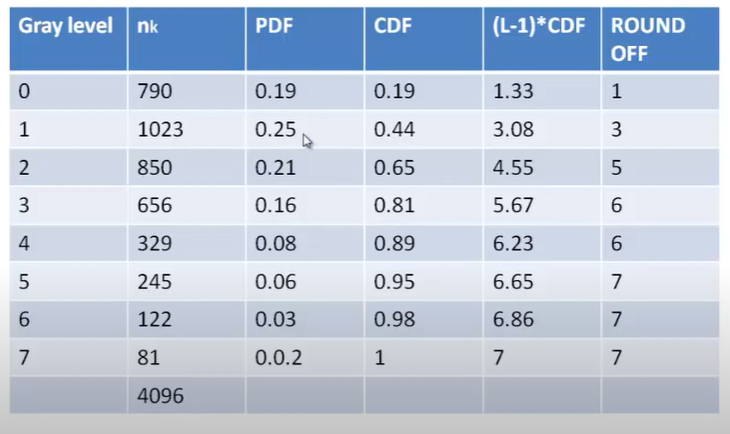 Gray level nk PDF CDF (L-1)*CDF ROUND OFF
0 790 0.19 0.19 1.33 1
1 1023 0.25 0.44 3.08 3
2 850 0.21 0.65 4.55 5
3 656 0.16 0.81 5.67 6
4 329 0.08 0.89 6.23 6
5 245 0.06 0.95 6.65 7
6 122 0.03 0.98 6.86 7
7 81 0.0.2 1 7 7
4096